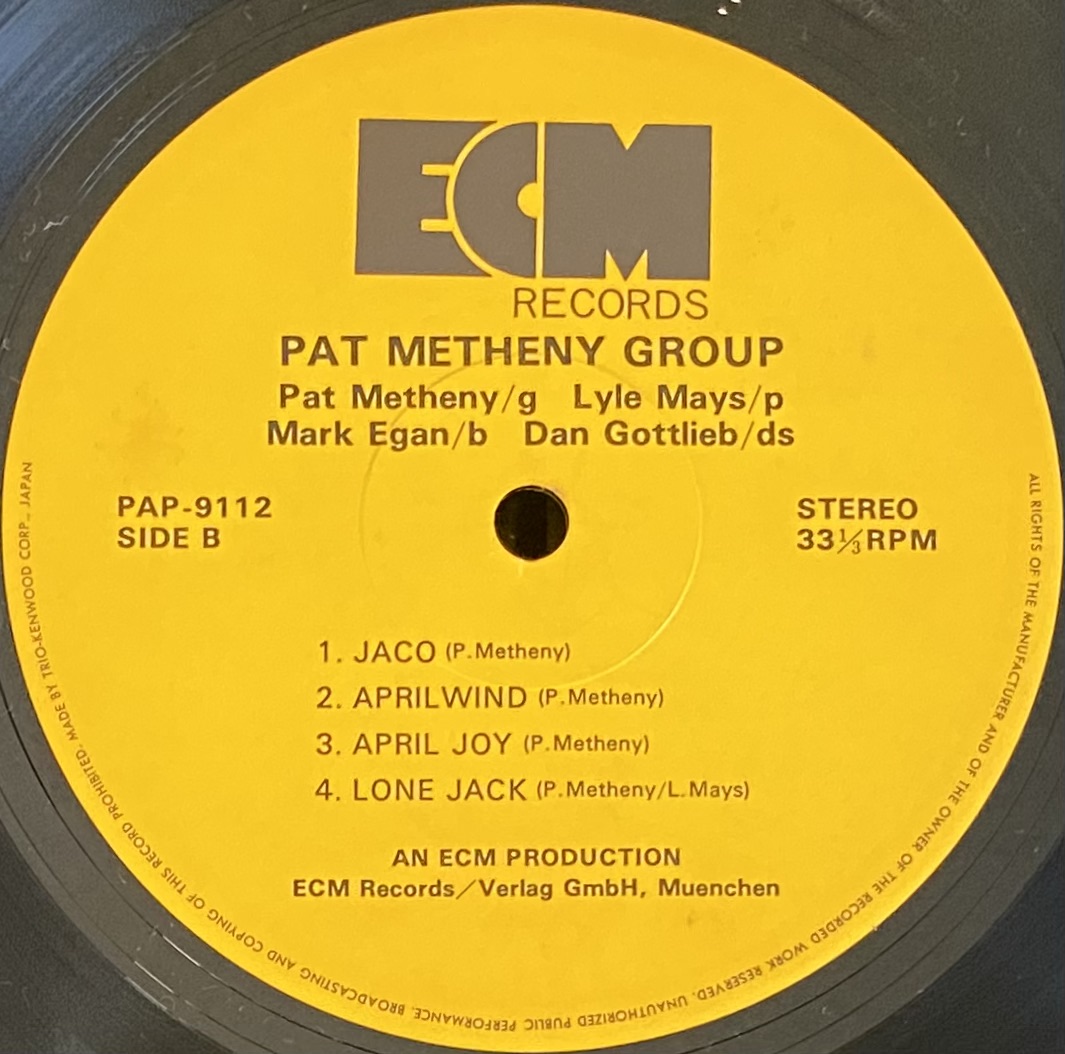 ECM
RECORDS
PAT METHENY GROUP
Pat Metheny/g Lyle Mays/p
Mark Egan/b Dan Gottlieb/ds
PAP-9112
SIDE B
STEREO
33⅓RPM
1. JACO (P.Metheny)
2. APRILWIND (P.Metheny)
3. APRIL JOY (P.Metheny)
4. LONE JACK (P.Metheny/L.Mays)
AN ECM PRODUCTION
ECM Records/Verlag GmbH, Muenchen
ALL RIGHTS OF THE MANUFACTURER AND OF THE OWNER OF THE RECORDED WORK RESERVED. UNAUTHORIZED PUBLIC PERFORMANCE. BROADCASTING AND COPYING OF THIS RECORD PROHIBITED. MADE BY TRIO-KENWOOD CORP., JAPAN